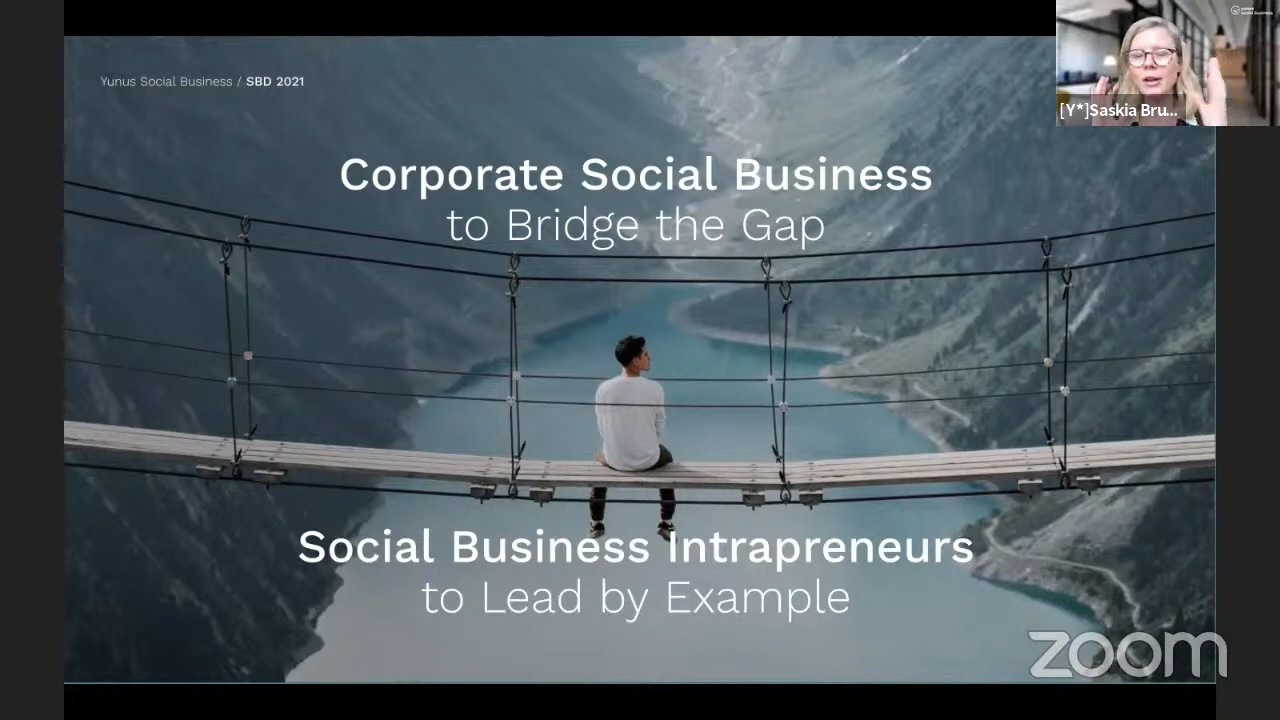 Yunus Social Business / SBD 2021
[Y*]Saskia Bru...
Corporate Social Business
to Bridge the Gap
Social Business Intrapreneurs
to Lead by Example
zoom